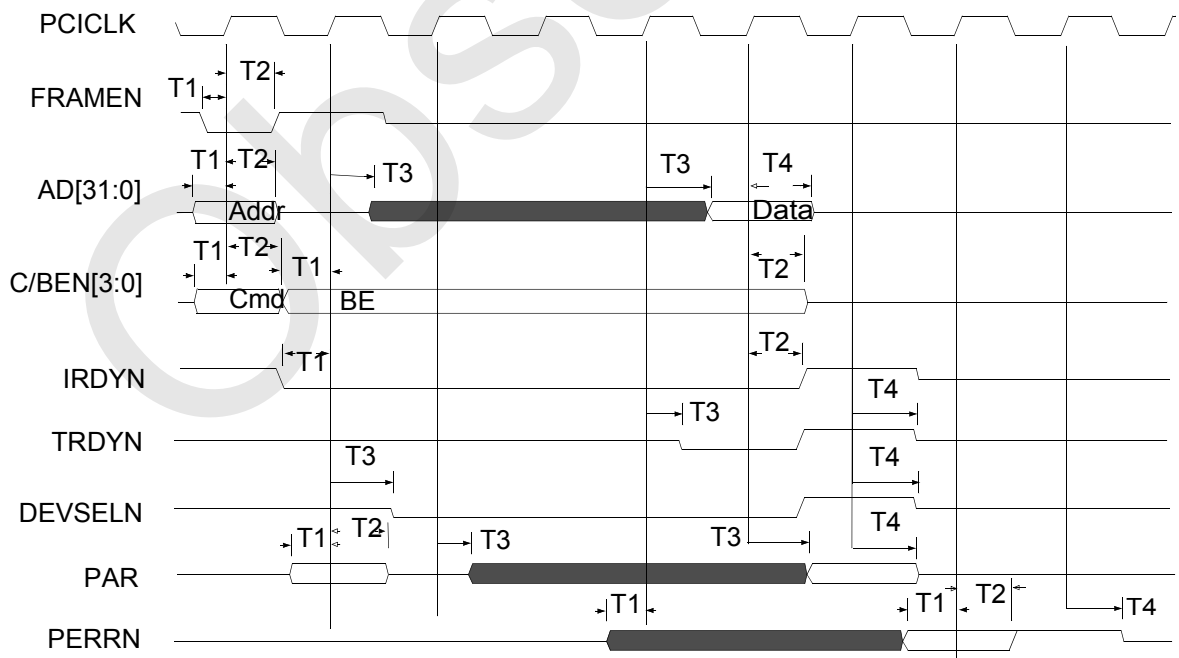 PCICLK
T2
T1
FRAMEN
T1 T2
T3
T3
T4
AD[31:0]
Addr
Data
T1 T2
T1
T2
C/BEN[3:0]
Cmd
BE
T1
T2
IRDYN
T4
T3
TRDYN
T3
T4
DEVSELN
T1 T2
T3
T3
T4
PAR
T1
T1 T2
T4
PERRN
Obse